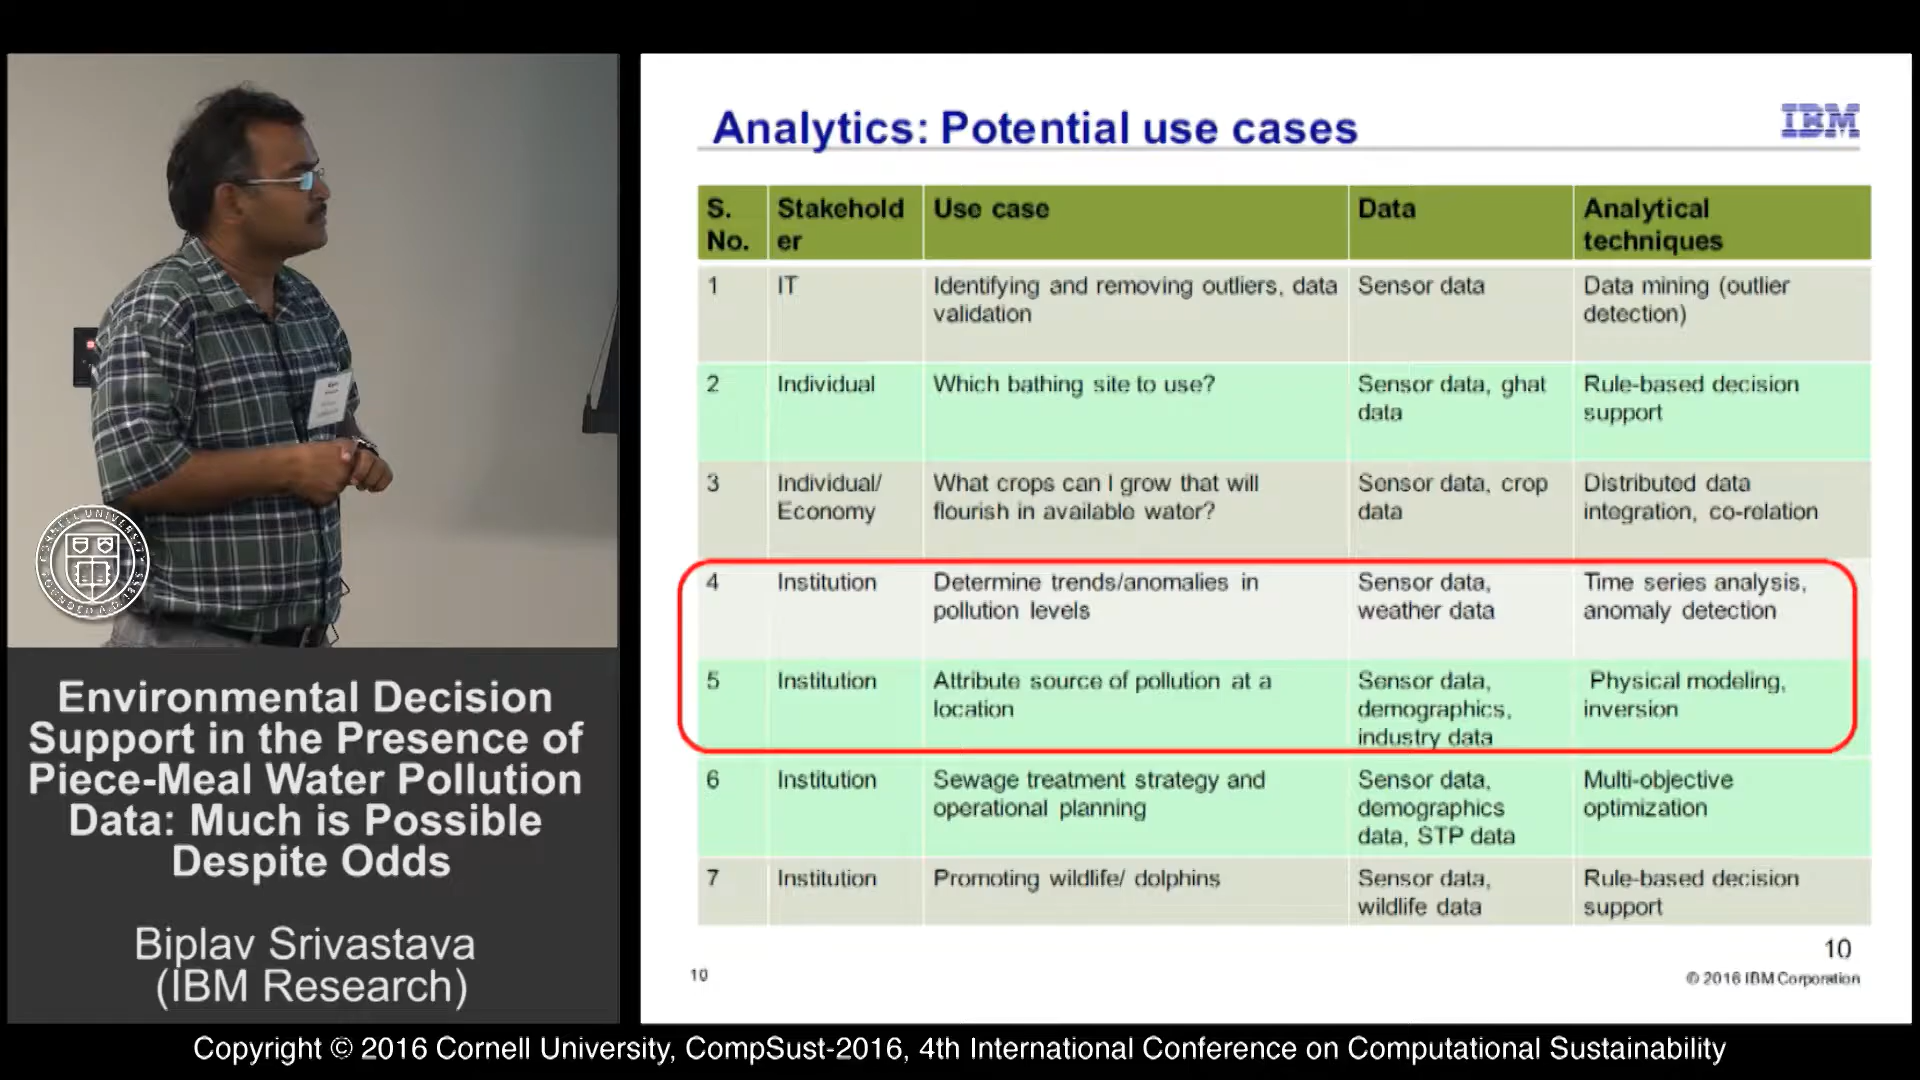 Analytics: Potential use cases
IBM
S. No.
Stakeholder
Use case
Data
Analytical techniques
1
IT
Identifying and removing outliers, data
validation
Sensor data
Data mining (outlier
detection)
2
Individual
Which bathing site to use?
Sensor data, ghat
data
Rule-based decision
support
3
Individual/
Economy
What crops can I grow that will
flourish in available water?
Sensor data, crop
data
Distributed data
integration, co-relation
4
Institution
Determine trends/anomalies in
pollution levels
Sensor data,
weather data
Time series analysis,
anomaly detection
5
Institution
Attribute source of pollution at a
location
Sensor data,
demographics,
industry data
Physical modeling,
inversion
6
Institution
Sewage treatment strategy and
operational planning
Sensor data,
demographics
data, STP data
Multi-objective
optimization
7
Institution
Promoting wildlife/ dolphins
Sensor data,
wildlife data
Rule-based decision
support
10
10
© 2016 IBM Corporation
CORNELL UNIVERSITY
FOUNDED A.D.
Environmental Decision
Support in the Presence of
Piece-Meal Water Pollution
Data: Much is Possible
Despite Odds
Biplav Srivastava
(IBM Research)
Copyright © 2016 Cornell University, CompSust-2016, 4th International Conference on Computational Sustainability